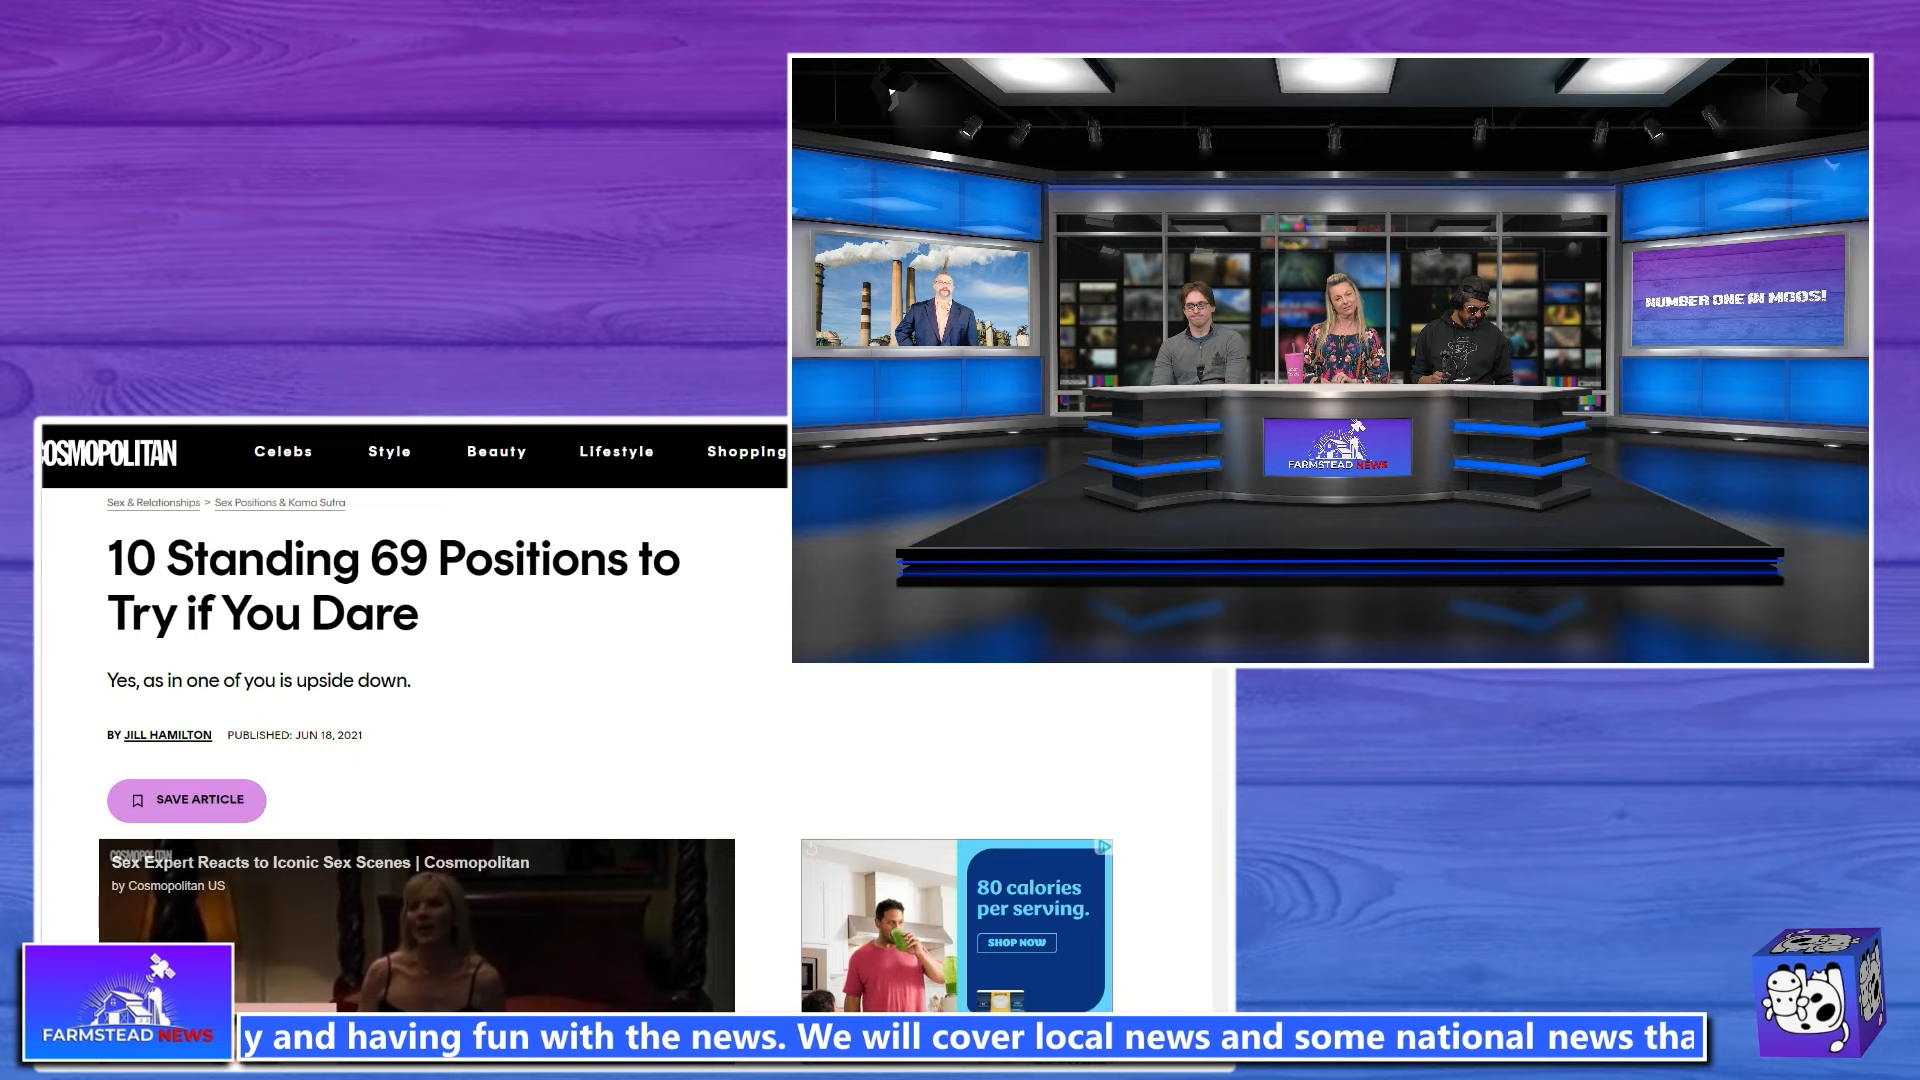 NUMBER ONE IN MOOS!
FARMSTEAD NEWS
COSMOPOLITAN
Celebs
Style
Beauty
Lifestyle
Shopping
Sex & Relationships > Sex Positions & Kama Sutra
10 Standing 69 Positions to
Try if You Dare
Yes, as in one of you is upside down.
BY JILL HAMILTON PUBLISHED: JUN 18, 2021
SAVE ARTICLE
COSMOPOLITAN
Sex Expert Reacts to Iconic Sex Scenes | Cosmopolitan
by Cosmopolitan US
80 calories
per serving.
SHOP NOW
FARMSTEAD NEWS
y and having fun with the news. We will cover local news and some national news tha